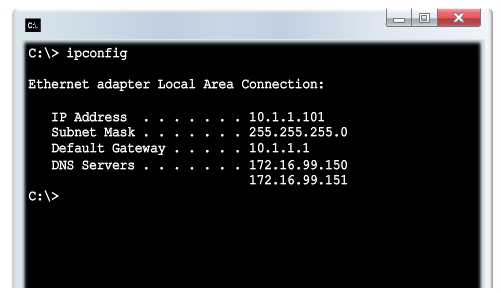 C:\.
C:\> ipconfig
Ethernet adapter Local Area Connection:
IP Address . . . . . . . 10.1.1.101
Subnet Mask . . . . . . . 255.255.255.0
Default Gateway . . . . . 10.1.1.1
DNS Servers . . . . . . . 172.16.99.150
172.16.99.151
C:\>